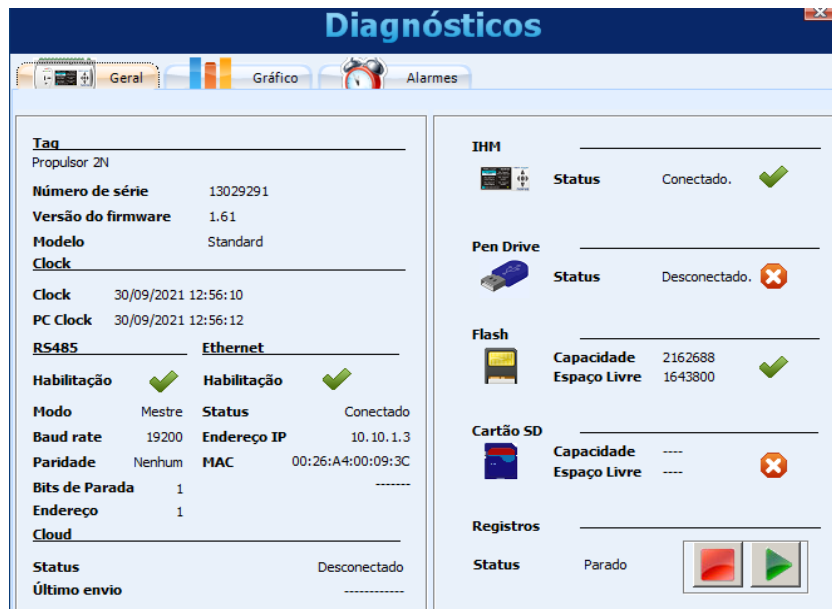 Diagnósticos
Geral
Gráfico
Alarmes
Tag
Propulsor 2N
Número de série 13029291
Versão do firmware 1.61
Modelo Standard
Clock
Clock 30/09/2021 12:56:10
PC Clock 30/09/2021 12:56:12
RS485 Ethernet
Habilitação Habilitação
Modo Mestre Status Conectado
Baud rate 19200 Endereço IP 10.10.1.3
Paridade Nenhum MAC 00:26:A4:00:09:3C
Bits de Parada 1 -------
Endereço 1
Cloud
Status Desconectado
Último envio ------------
IHM
Status Conectado.
Pen Drive
Status Desconectado.
Flash
Capacidade 2162688
Espaço Livre 1643800
Cartão SD
Capacidade ----
Espaço Livre ----
Registros
Status Parado